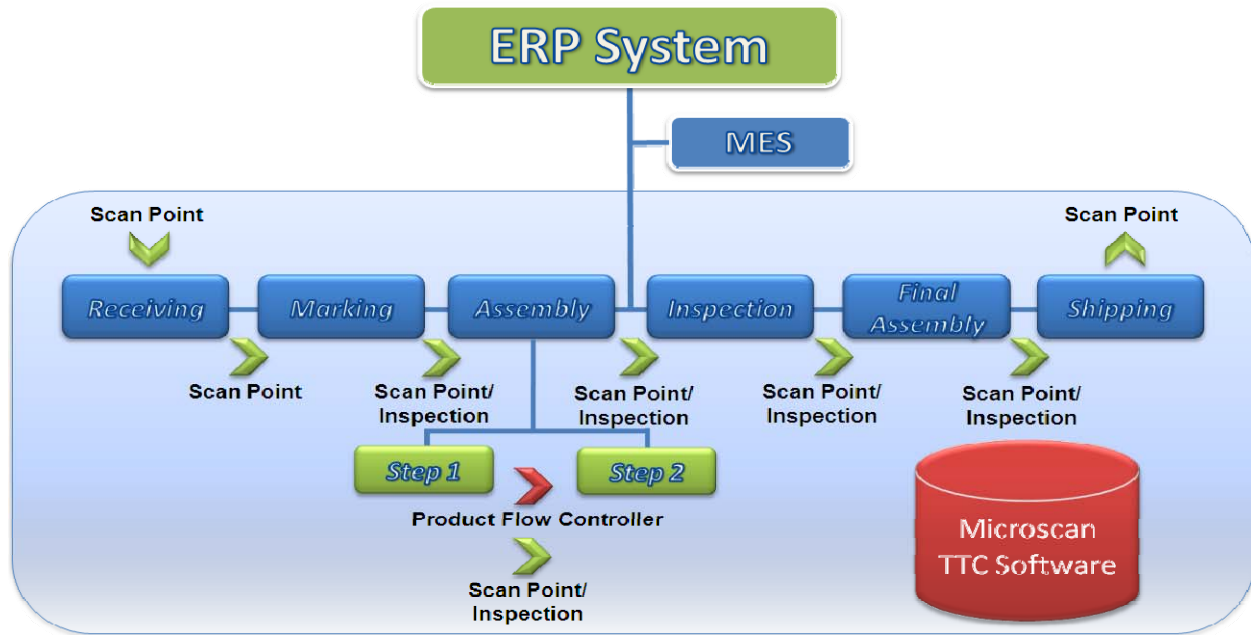 ERP System
MES
Scan Point
Scan Point
Receiving
Marking
Assembly
Inspection
Final
Assembly
Shipping
Scan Point
Scan Point/
Inspection
Scan Point/
Inspection
Scan Point/
Inspection
Scan Point/
Inspection
Step 1
Step 2
Product Flow Controller
Scan Point/
Inspection
Microscan
TTC Software